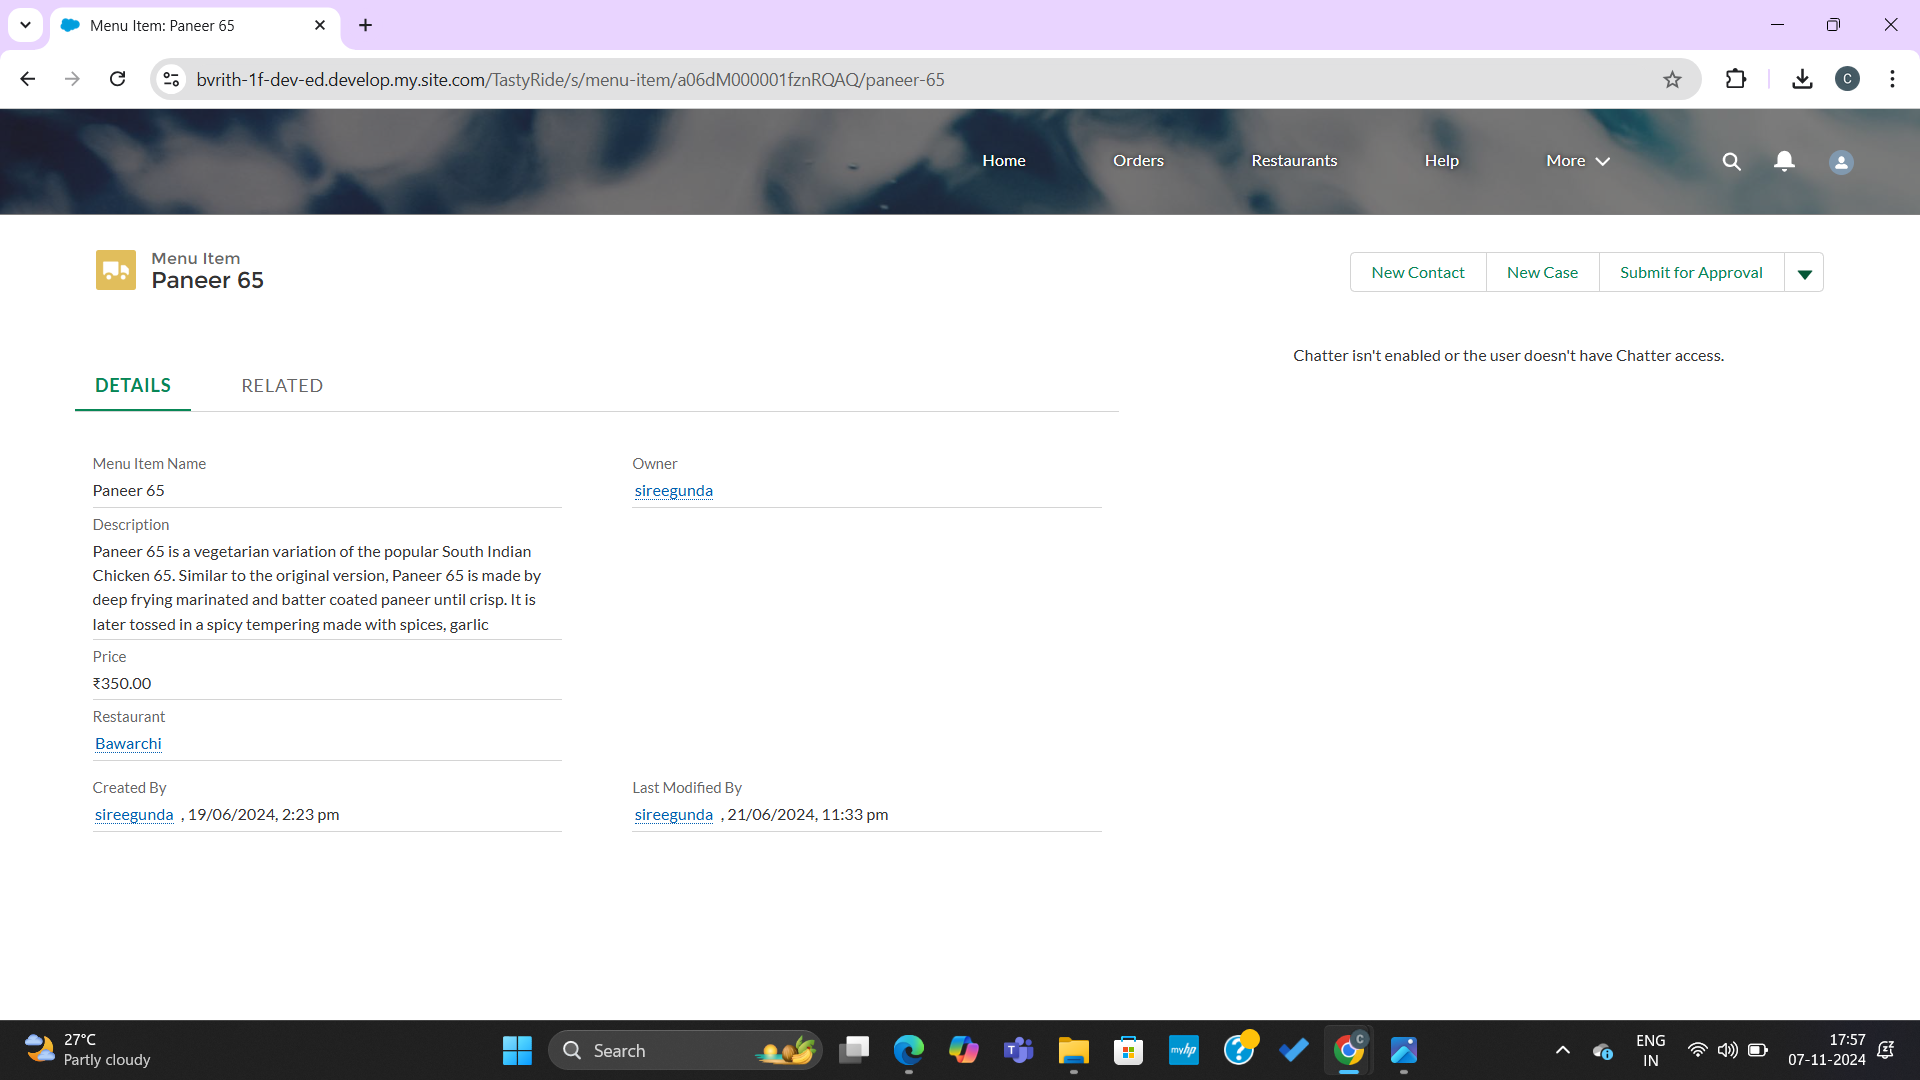 Menu Item: Paneer 65
bvrith-1f-dev-ed.develop.my.site.com/TastyRide/s/menu-item/a06dM000001fznRQAQ/paneer-65
C
Home
Orders
Restaurants
Help
More
Menu Item
Paneer 65
New Contact
New Case
Submit for Approval
Chatter isn't enabled or the user doesn't have Chatter access.
DETAILS
RELATED
Menu Item Name
Paneer 65
Owner
sireegunda
Description
Paneer 65 is a vegetarian variation of the popular South Indian
Chicken 65. Similar to the original version, Paneer 65 is made by
deep frying marinated and batter coated paneer until crisp. It is
later tossed in a spicy tempering made with spices, garlic
Price
₹350.00
Restaurant
Bawarchi
Created By
sireegunda , 19/06/2024, 2:23 pm
Last Modified By
sireegunda , 21/06/2024, 11:33 pm
27°C
Partly cloudy
Search
myhp
C
ENG
IN
17:57
07-11-2024